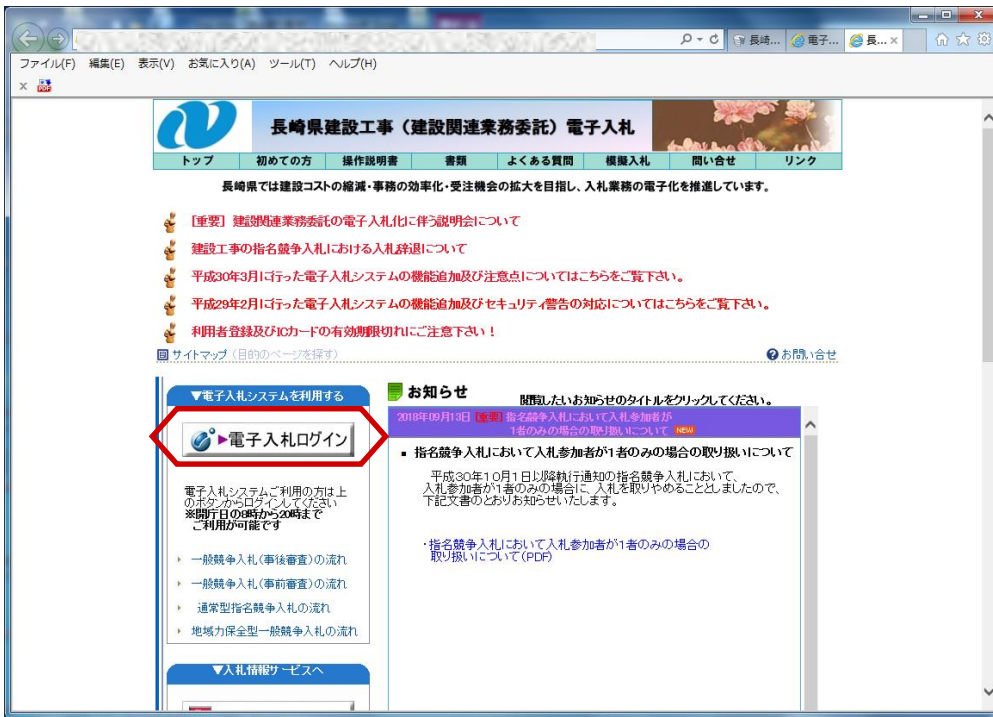 長崎... 電子... 長... ×
ファイル(F) 編集(E) 表示(V) お気に入り(A) ツール(T) ヘルプ(H)
×
長崎県建設工事（建設関連業務委託）電子入札
トップ 初めての方 操作説明書 書類 よくある質問 模擬入札 問い合せ リンク
長崎県では建設コストの縮減・事務の効率化・受注機会の拡大を目指し、入札業務の電子化を推進しています。
［重要］建設関連業務委託の電子入札化に伴う説明会について
建設工事の指名競争入札における入札辞退について
平成30年3月に行った電子入札システムの機能追加及び注意点についてはこちらをご覧下さい。
平成29年2月に行った電子入札システムの機能追加及びセキュリティ警告の対応についてはこちらをご覧下さい。
利用者登録及びICカードの有効期限切れにご注意下さい！
サイトマップ（目的のページを探す） お問い合せ
▼電子入札システムを利用する
電子入札ログイン
電子入札システムご利用の方は上
のボタンからログインしてください
※開庁日の8時から20時まで
ご利用が可能です
一般競争入札（事後審査）の流れ
一般競争入札（事前審査）の流れ
通常型指名競争入札の流れ
地域力保全型一般競争入札の流れ
▼入札情報サービスへ
お知らせ 閲覧したいお知らせのタイトルをクリックしてください。
2018年09月13日 [重要] 指名競争入札において入札参加者が
1者のみの場合の取り扱いについて NEW
■ 指名競争入札において入札参加者が1者のみの場合の取り扱いについて
平成30年10月1日以降執行通知の指名競争入札において、
入札参加者が1者のみの場合に、入札を取りやめることとしましたので、
下記文書のとおりお知らせいたします。
・指名競争入札において入札参加者が1者のみの場合の
取り扱いについて(PDF)